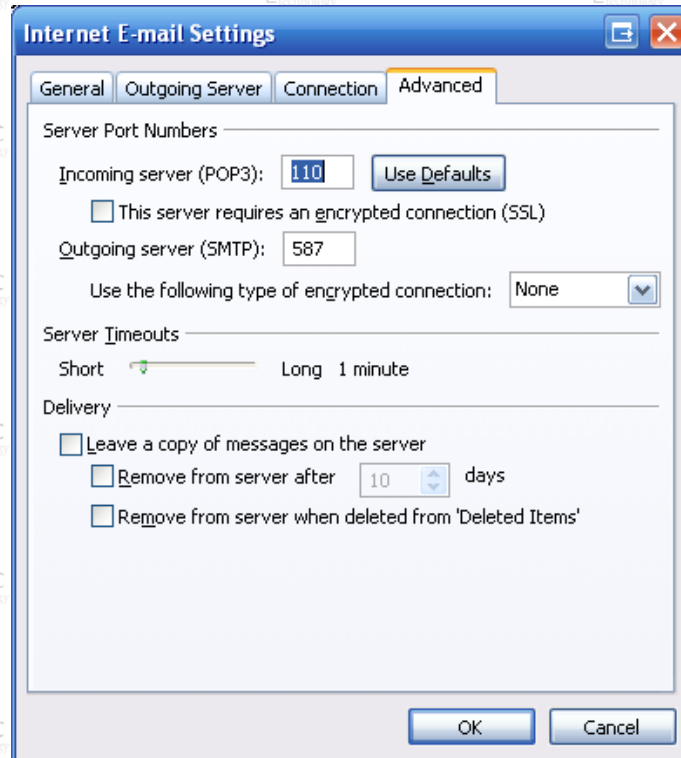 Internet E-mail Settings
General Outgoing Server Connection Advanced
Server Port Numbers
Incoming server (POP3): 110 Use Defaults
This server requires an encrypted connection (SSL)
Outgoing server (SMTP): 587
Use the following type of encrypted connection: None
Server Timeouts
Short Long 1 minute
Delivery
Leave a copy of messages on the server
Remove from server after 10 days
Remove from server when deleted from 'Deleted Items'
OK Cancel